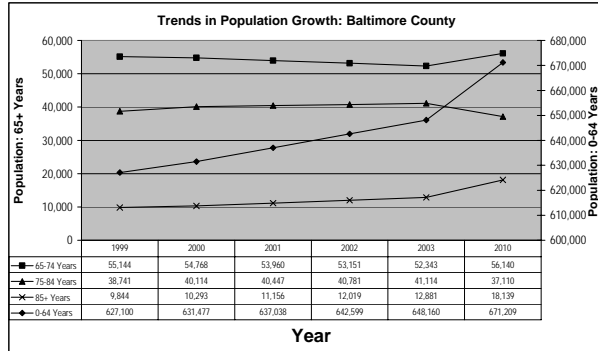 Trends in Population Growth: Baltimore County
60,000
50,000
40,000
30,000
20,000
10,000
0
Population: 65+ Years
680,000
670,000
660,000
650,000
640,000
630,000
620,000
610,000
600,000
Population: 0-64 Years
1999 2000 2001 2002 2003 2010
65-74 Years 55,144 54,768 53,960 53,151 52,343 56,140
75-84 Years 38,741 40,114 40,447 40,781 41,114 37,110
85+ Years 9,844 10,293 11,156 12,019 12,881 18,139
0-64 Years 627,100 631,477 637,038 642,599 648,160 671,209
Year